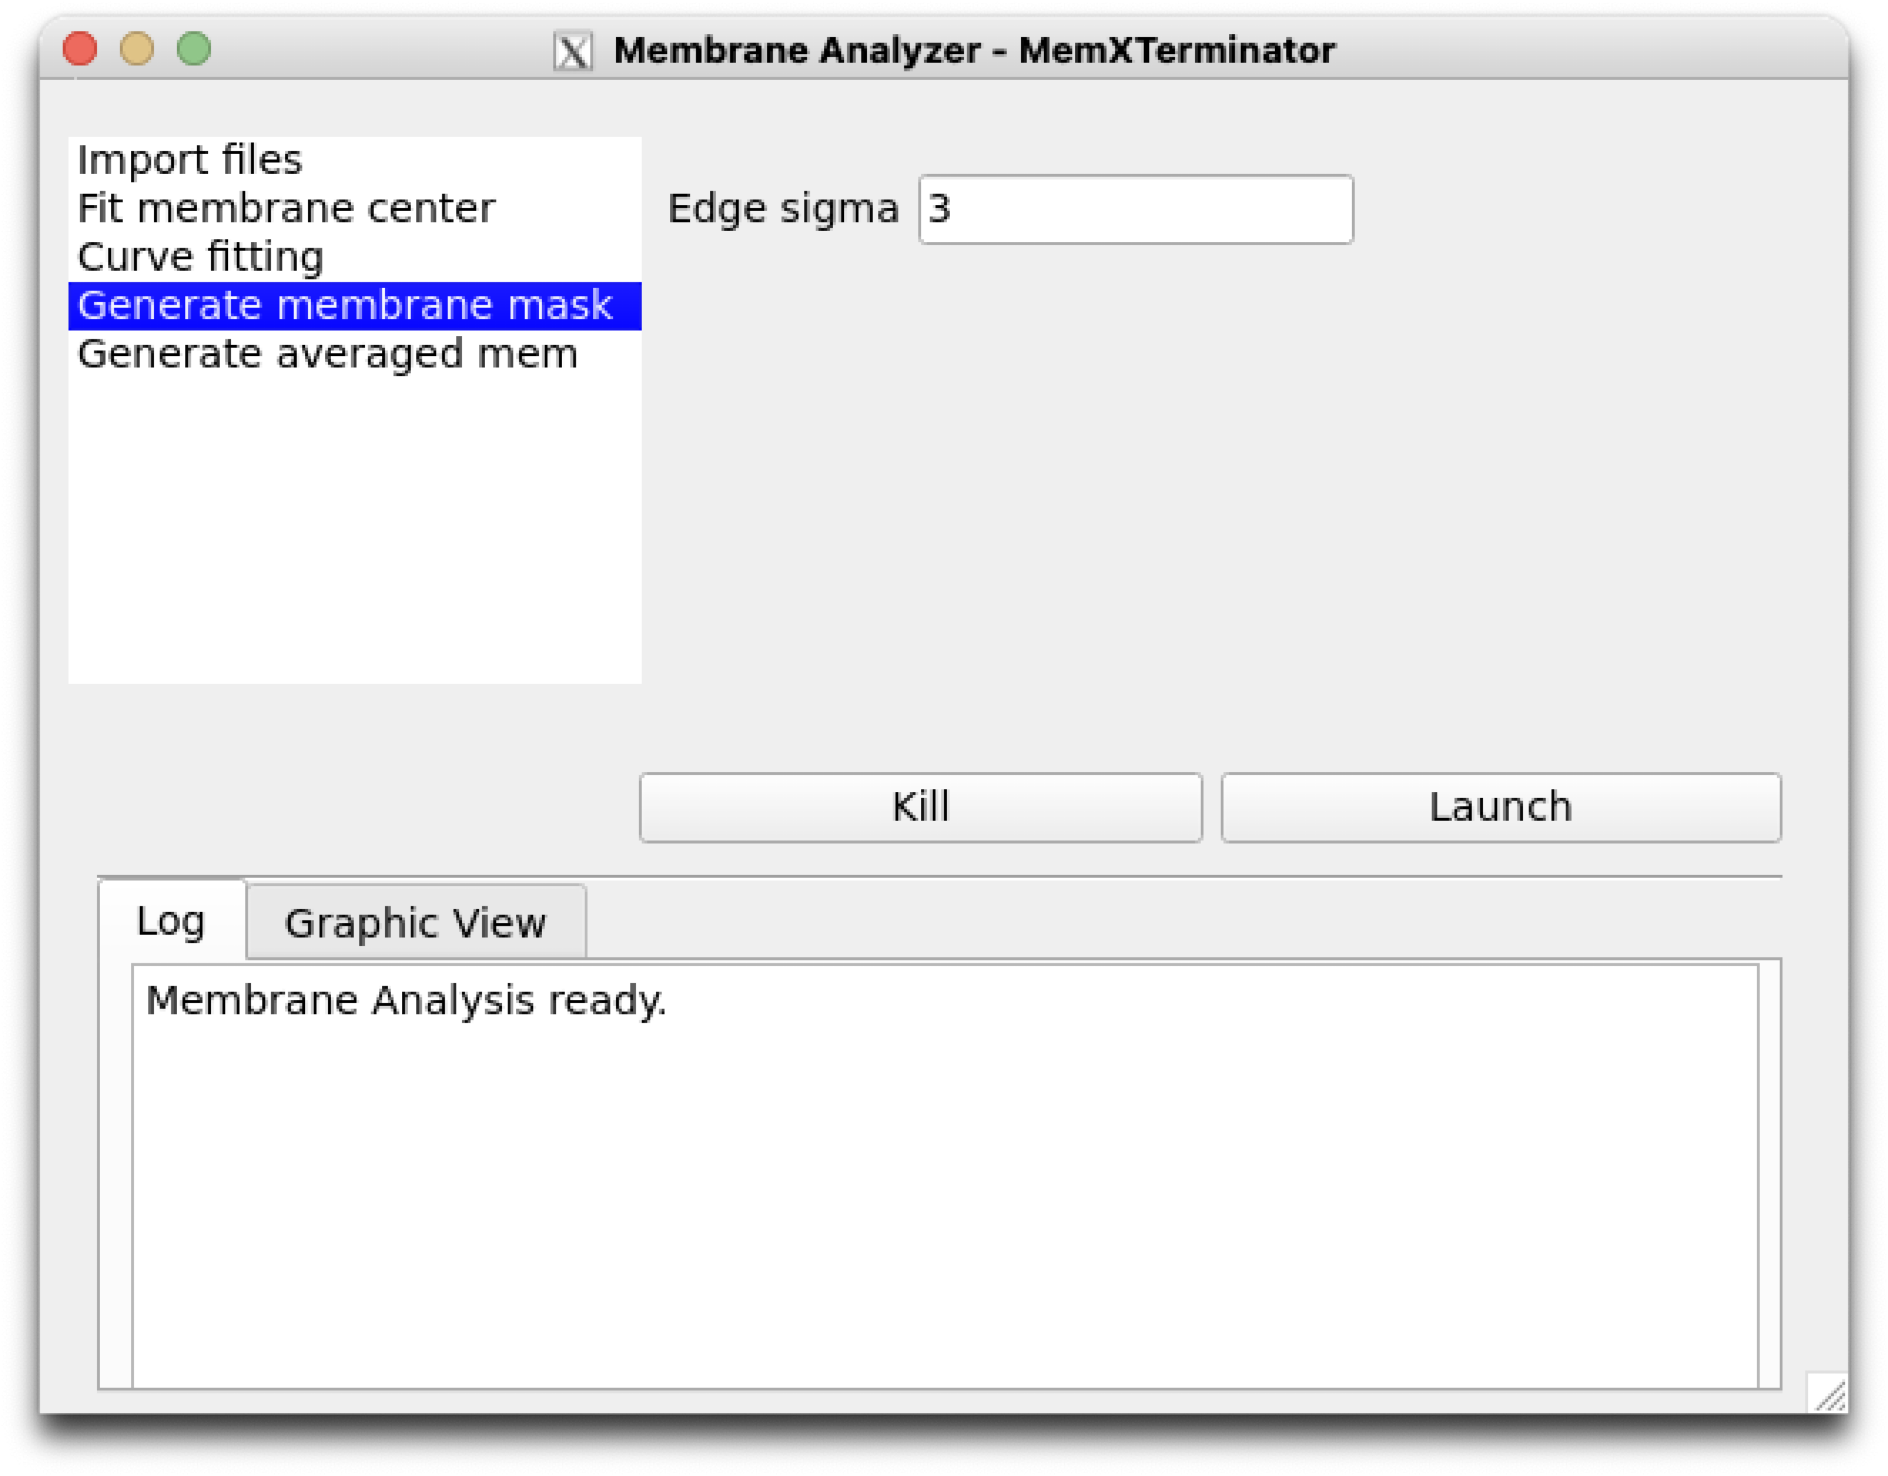 Membrane Analyzer - MemXTerminator
Import files
Fit membrane center
Curve fitting
Generate membrane mask
Generate averaged mem
Edge sigma 3
Kill Launch
Log Graphic View
Membrane Analysis ready.